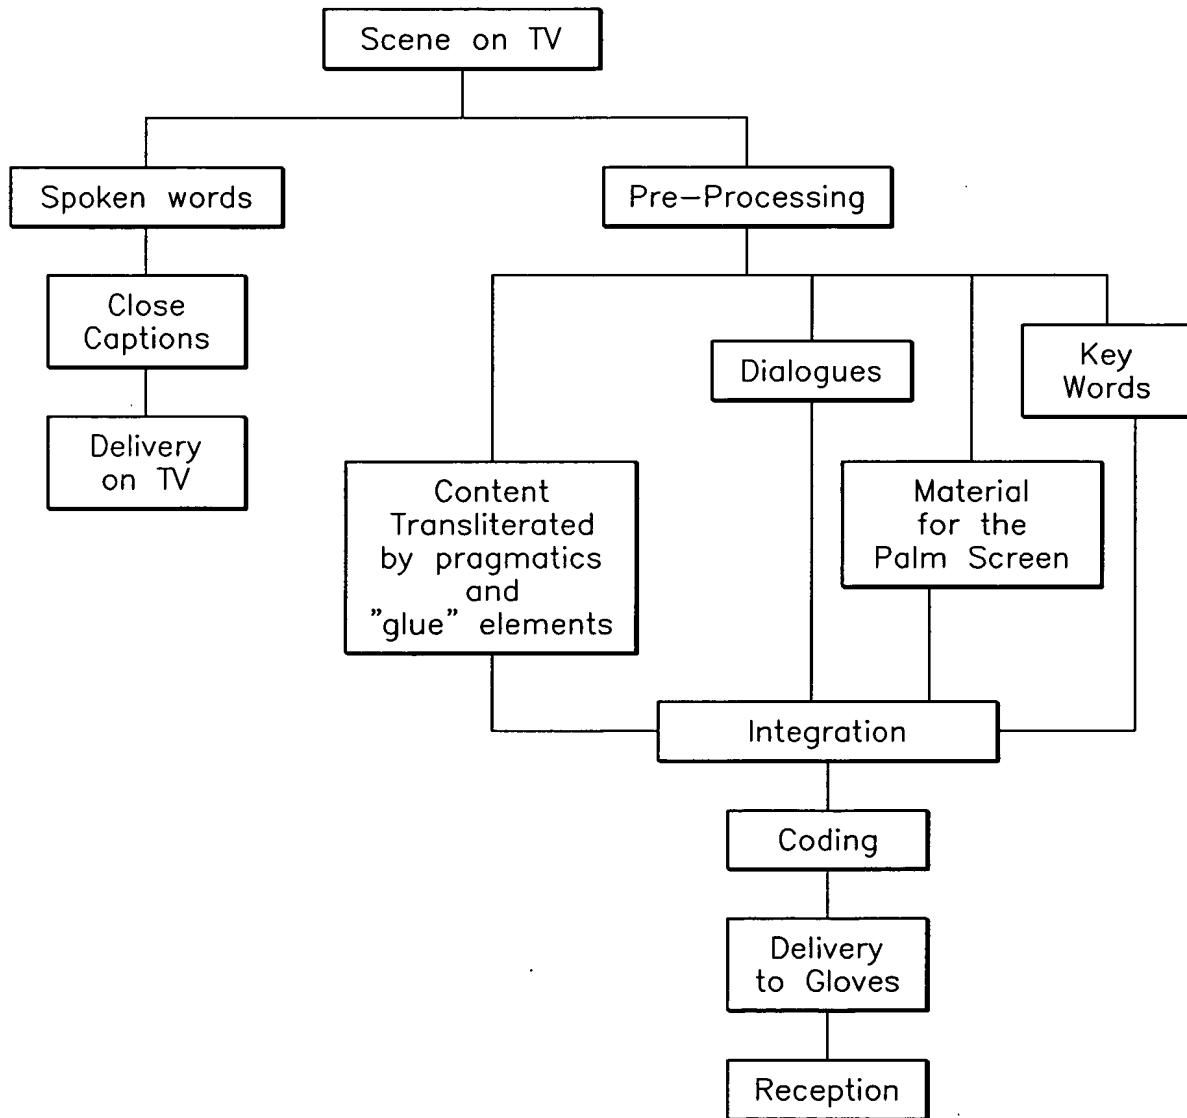 Scene on TV
Spoken words
Pre-Processing
Close
Captions
Dialogues
Key
Words
Delivery
on TV
Content
Transliterated
by pragmatics
and
"glue" elements
Material
for the
Palm Screen
Integration
Coding
Delivery
to Gloves
Reception